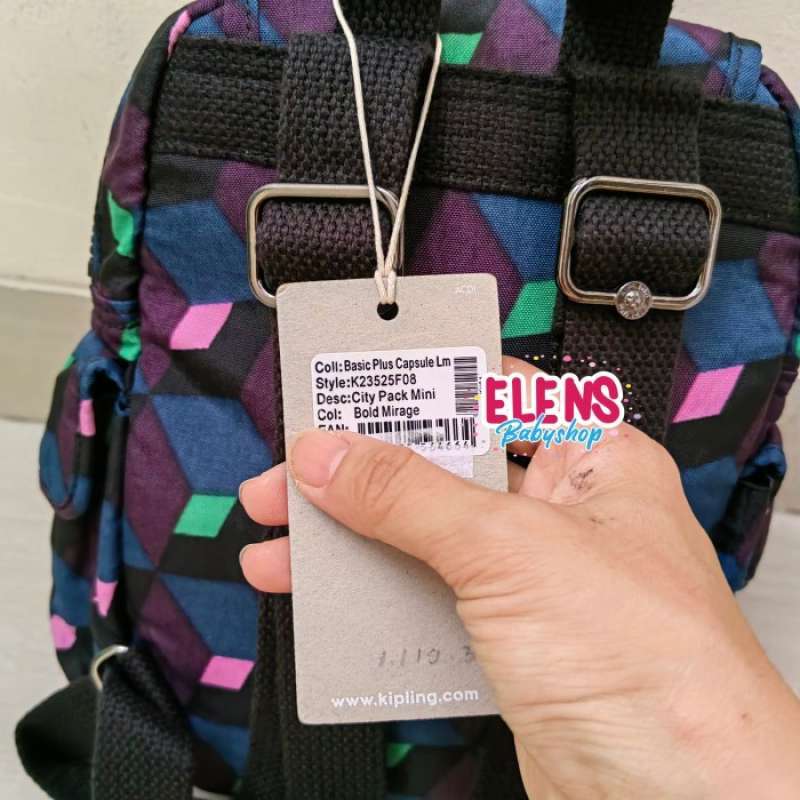 Coll: Basic Plus Capsule Lm
Style:K23525F08
Desc:City Pack Mini
Col: Bold Mirage
EAN:
ELENS
Babyshop
www.kipling.com